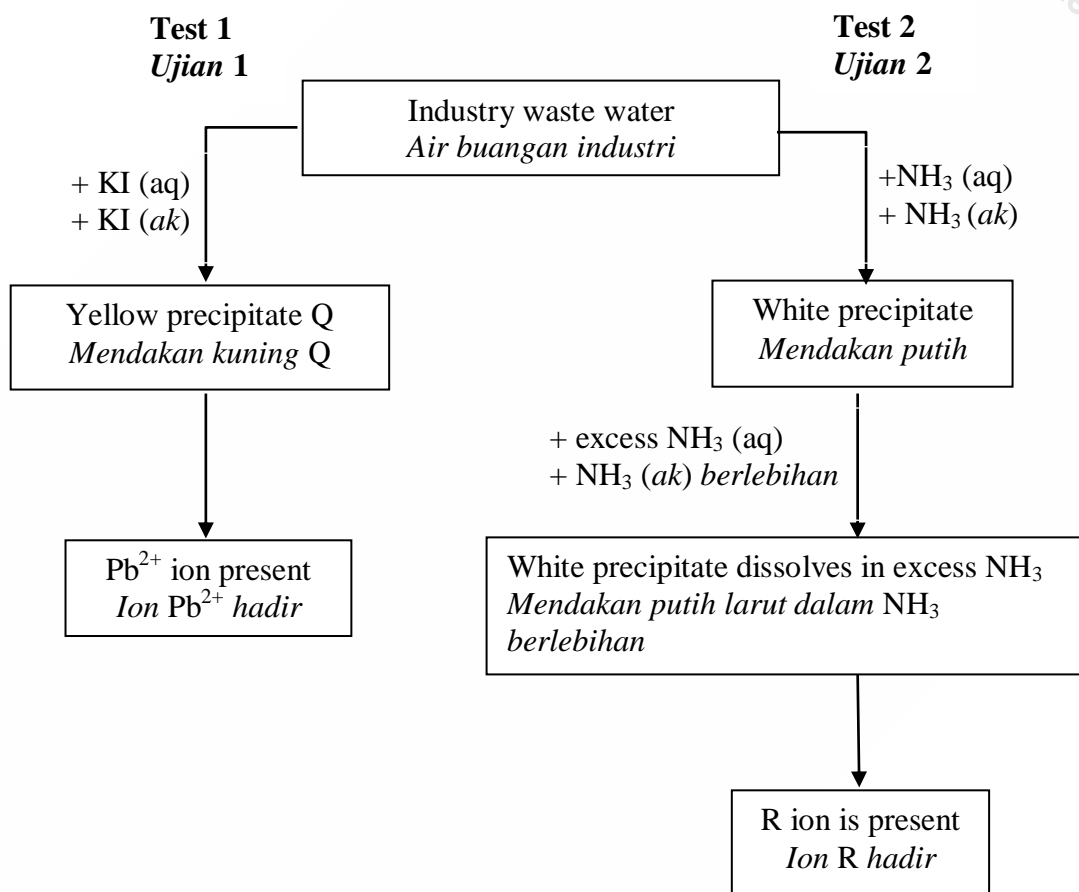 Test 1
Ujian 1
Test 2
Ujian 2
Industry waste water
Air buangan industri
+ KI (aq)
+ KI (ak)
+NH₃ (aq)
+ NH₃ (ak)
Yellow precipitate Q
Mendakan kuning Q
White precipitate
Mendakan putih
+ excess NH₃ (aq)
+ NH₃ (ak) berlebihan
Pb²⁺ ion present
Ion Pb²⁺ hadir
White precipitate dissolves in excess NH₃
Mendakan putih larut dalam NH₃
berlebihan
R ion is present
Ion R hadir